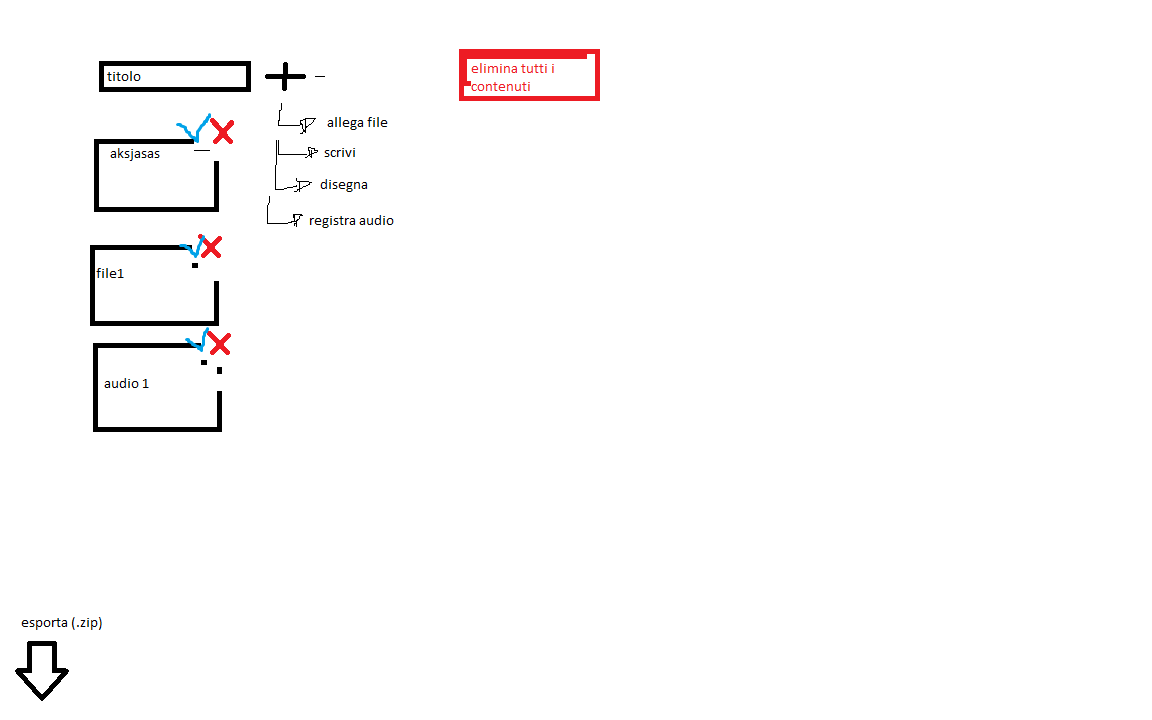 titolo
elimina tutti i
contenuti
allega file
aksjasas
scrivi
disegna
registra audio
file1
audio 1
esporta (.zip)